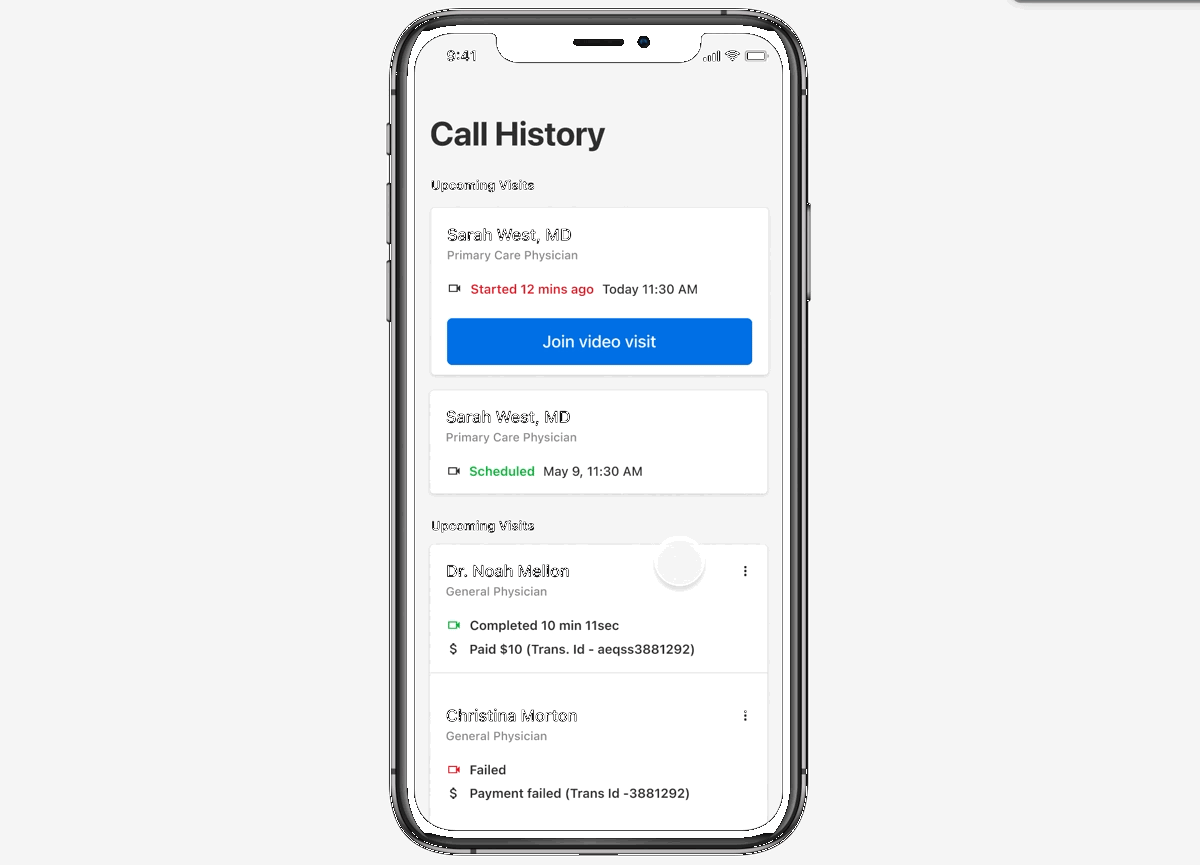 9:41
Call History
Upcoming Visits
Sarah West, MD
Primary Care Physician
Started 12 mins ago Today 11:30 AM
Join video visit
Sarah West, MD
Primary Care Physician
Scheduled May 9, 11:30 AM
Upcoming Visits
Dr. Noah Mellon
General Physician
Completed 10 min 11sec
$ Paid $10 (Trans. Id - aeqss3881292)
Christina Morton
General Physician
Failed
$ Payment failed (Trans Id -3881292)